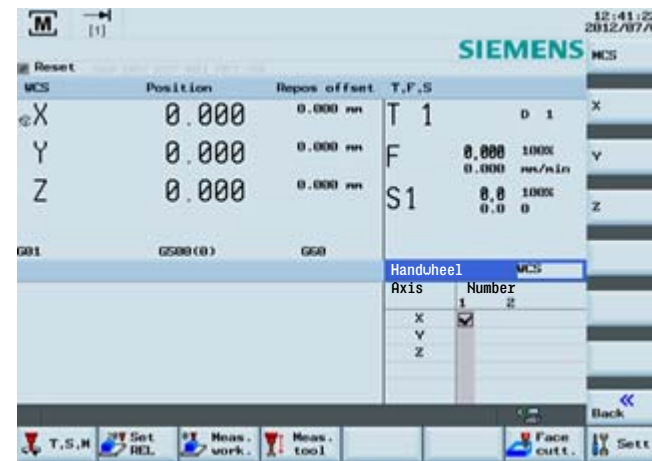 M
[1]
12:41:2
2012/07/
SIEMENS
MCS
Reset
WCS Position Repos offset T,F,S
X 0.000 0.000 mm T 1 D 1
X
Y 0.000 0.000 mm F 0.000 100%
0.000 mm/min
Y
Z 0.000 0.000 mm S1 0.0 100%
0.0 0
Z
G01 G500(0) G60
Handwheel WCS
Axis Number
1 2
X
Y
Z
«
Back
T,S,M
Set
REL
Meas.
work.
Meas.
tool
Face
cutt.
Sett